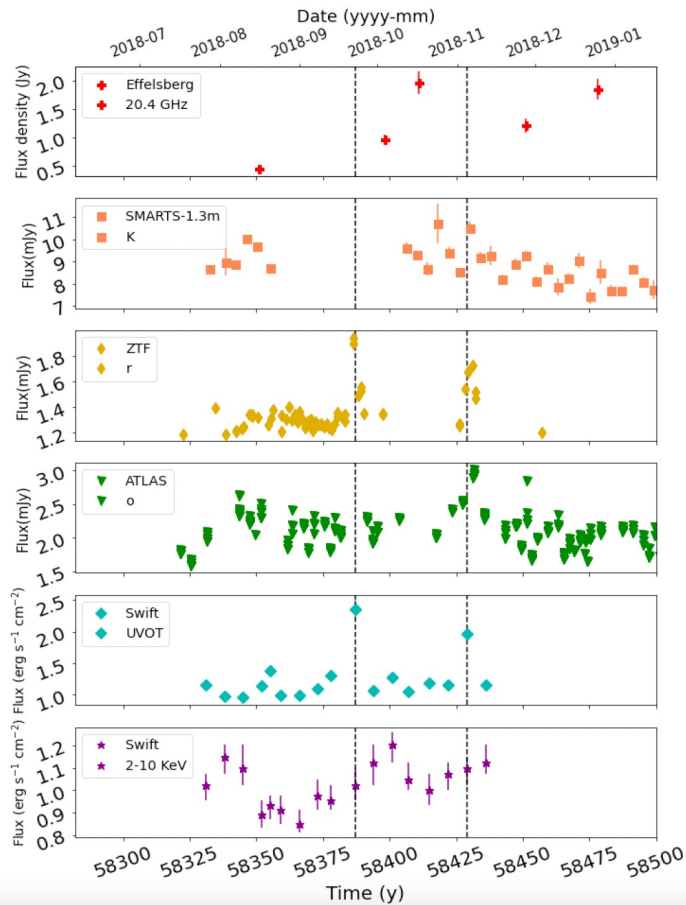 Date (yyyy-mm)
2018-07 2018-08 2018-09 2018-10 2018-11 2018-12 2019-01
Flux density (Jy)
2.0
1.5
1.0
0.5
Effelsberg
20.4 GHz
Flux(mJy)
11
10
9
8
7
SMARTS-1.3m
K
Flux(mJy)
1.8
1.6
1.4
1.2
ZTF
r
Flux(mJy)
3.0
2.5
2.0
1.5
ATLAS
o
Flux (erg s⁻¹ cm⁻²)
2.5
2.0
1.5
1.0
Swift
UVOT
Flux (erg s⁻¹ cm⁻²)
1.2
1.1
1.0
0.9
0.8
Swift
2-10 KeV
58300 58325 58350 58375 58400 58425 58450 58475 58500
Time (y)